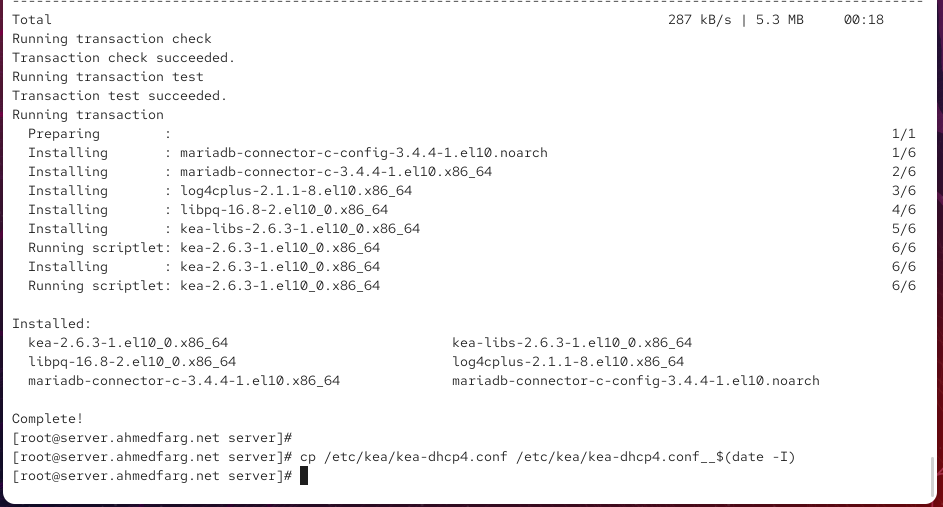 Total 287 kB/s | 5.3 MB 00:18
Running transaction check
Transaction check succeeded.
Running transaction test
Transaction test succeeded.
Running transaction
Preparing : 1/1
Installing : mariadb-connector-c-config-3.4.4-1.el10.noarch 1/6
Installing : mariadb-connector-c-3.4.4-1.el10.x86_64 2/6
Installing : log4cplus-2.1.1-8.el10.x86_64 3/6
Installing : libpq-16.8-2.el10_0.x86_64 4/6
Installing : kea-libs-2.6.3-1.el10_0.x86_64 5/6
Running scriptlet: kea-2.6.3-1.el10_0.x86_64 6/6
Installing : kea-2.6.3-1.el10_0.x86_64 6/6
Running scriptlet: kea-2.6.3-1.el10_0.x86_64 6/6
Installed:
kea-2.6.3-1.el10_0.x86_64 kea-libs-2.6.3-1.el10_0.x86_64
libpq-16.8-2.el10_0.x86_64 log4cplus-2.1.1-8.el10.x86_64
mariadb-connector-c-3.4.4-1.el10.x86_64 mariadb-connector-c-config-3.4.4-1.el10.noarch
Complete!
[root@server.ahmedfarg.net server]#
[root@server.ahmedfarg.net server]# cp /etc/kea/kea-dhcp4.conf /etc/kea/kea-dhcp4.conf__$(date -I)
[root@server.ahmedfarg.net server]#